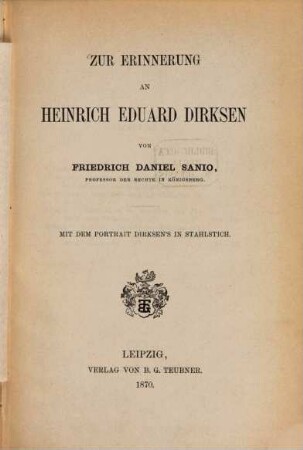 ZUR ERINNERUNG
AN
HEINRICH EDUARD DIRKSEN
VON
FRIEDRICH DANIEL SANIO,
PROFESSOR DER RECHTE IN KÖNIGSBERG.
MIT DEM PORTRAIT DIRKSEN'S IN STAHLSTICH.
LEIPZIG,
VERLAG VON B. G. TEUBNER.
1870.